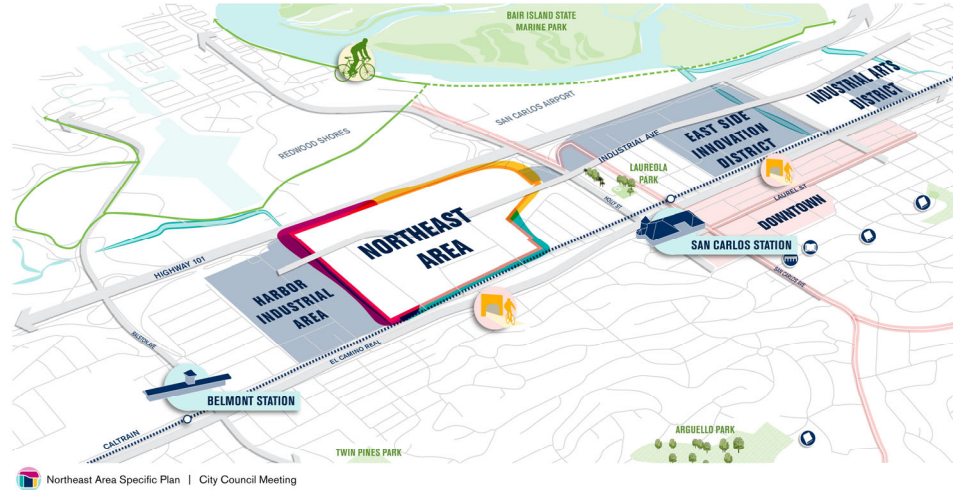 BAIR ISLAND STATE
MARINE PARK
SAN CARLOS AIRPORT
REDWOOD SHORES
INDUSTRIAL ARTS
DISTRICT
EAST SIDE
INNOVATION
DISTRICT
INDUSTRIAL AVE
LAUREOLA
PARK
HOLLY ST
LAUREL ST
DOWNTOWN
SAN CARLOS STATION
SAN CARLOS AVE
NORTHEAST
AREA
HIGHWAY 101
HARBOR
INDUSTRIAL
AREA
RALSTON AVE
EL CAMINO REAL
BELMONT STATION
CALTRAIN
TWIN PINES PARK
ARGUELLO PARK
Northeast Area Specific Plan | City Council Meeting